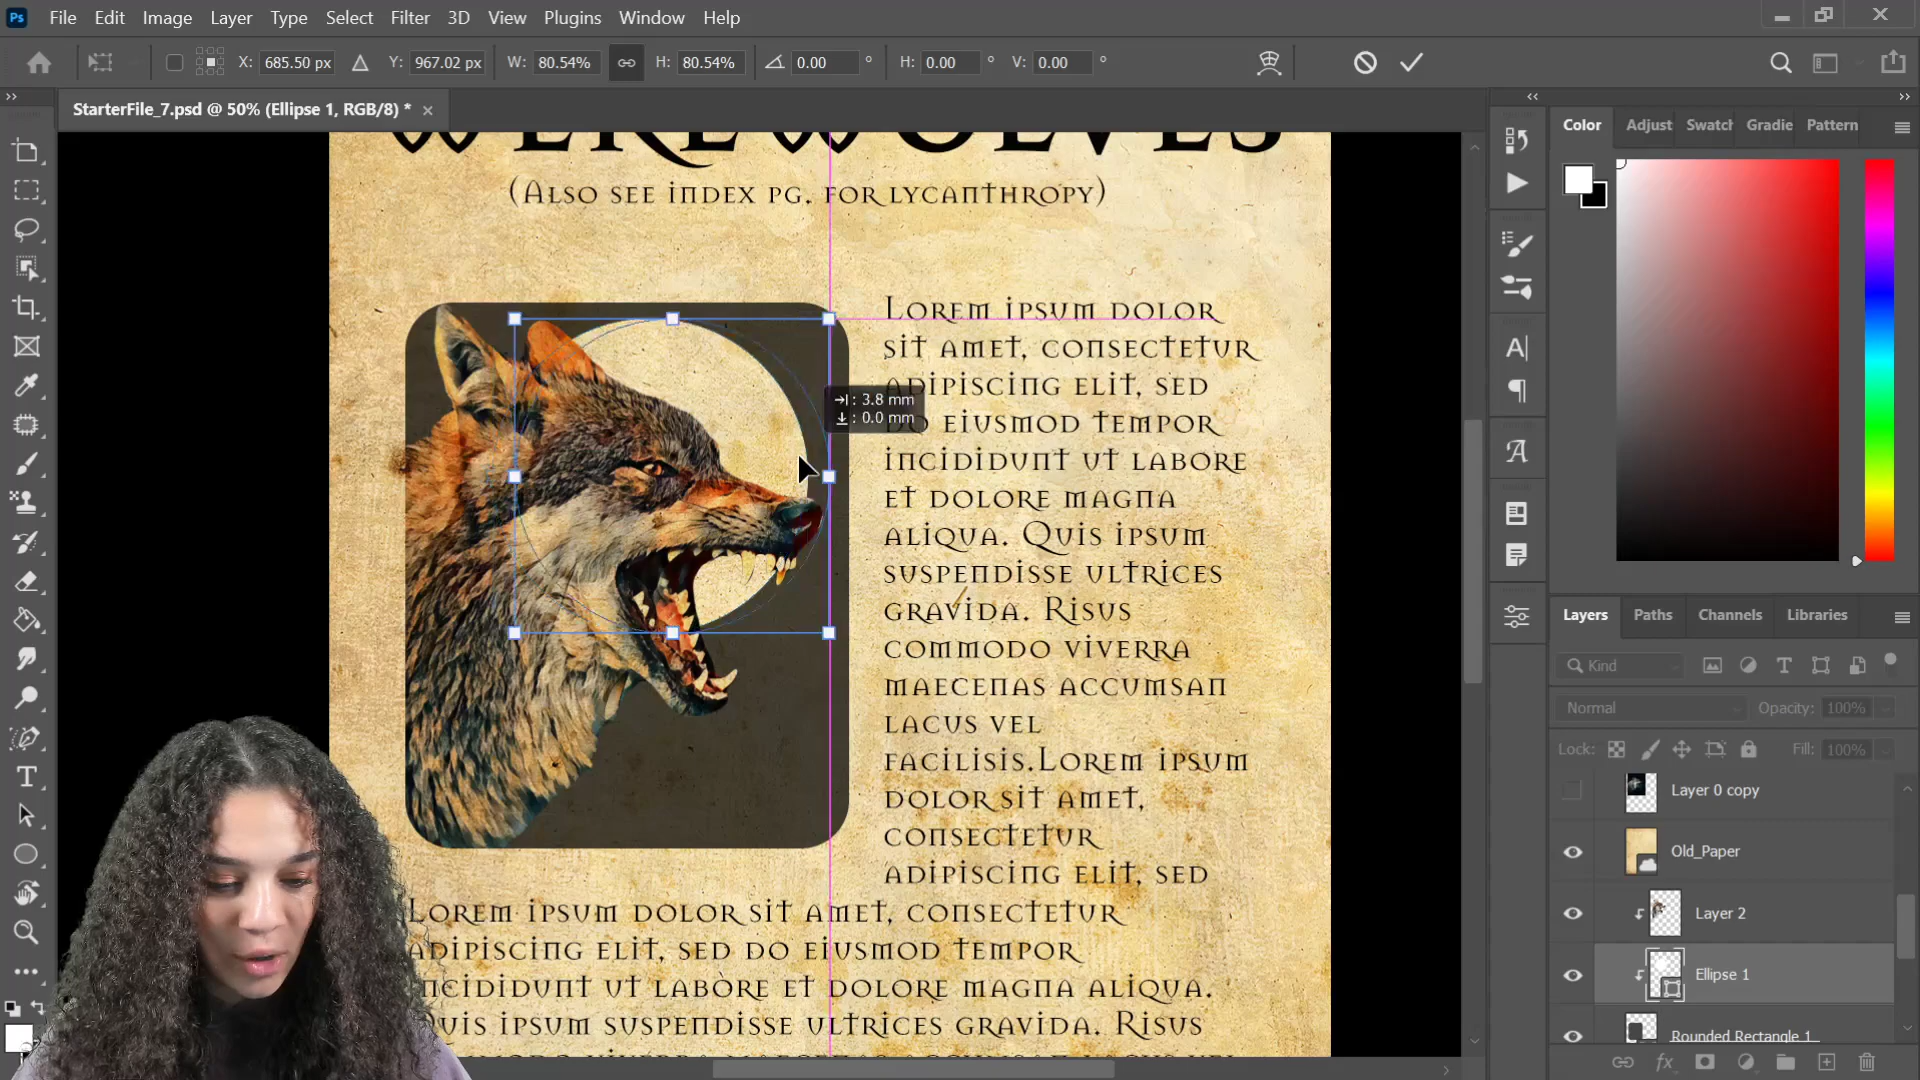 Ps File Edit Image Layer Type Select Filter 3D View Plugins Window Help
X: 685.50 px Y: 967.02 px W: 80.54% H: 80.54% 0.00 ° H: 0.00 ° V: 0.00 °
StarterFile_7.psd @ 50% (Ellipse 1, RGB/8) *
Werewolves
(Also see index pg. for lycanthropy)
Lorem ipsum dolor
sit amet, consectetur
adipiscing elit, sed
do eiusmod tempor
incididunt ut labore
et dolore magna
aliqua. Quis ipsum
suspendisse ultrices
gravida. Risus
commodo viverra
maecenas accumsan
lacus vel
facilisis.Lorem ipsum
dolor sit amet,
consectetur
adipiscing elit, sed
Lorem ipsum dolor sit amet, consectetur
adipiscing elit, sed do eiusmod tempor
incididunt ut labore et dolore magna aliqua.
Quis ipsum suspendisse ultrices gravida. Risus
: 3.8 mm
: 0.0 mm
Color Adjust Swatch Gradie Pattern
Layers Paths Channels Libraries
Kind
Normal Opacity: 100%
Lock: Fill: 100%
Layer 0 copy
Old_Paper
Layer 2
Ellipse 1
Rounded Rectangle 1